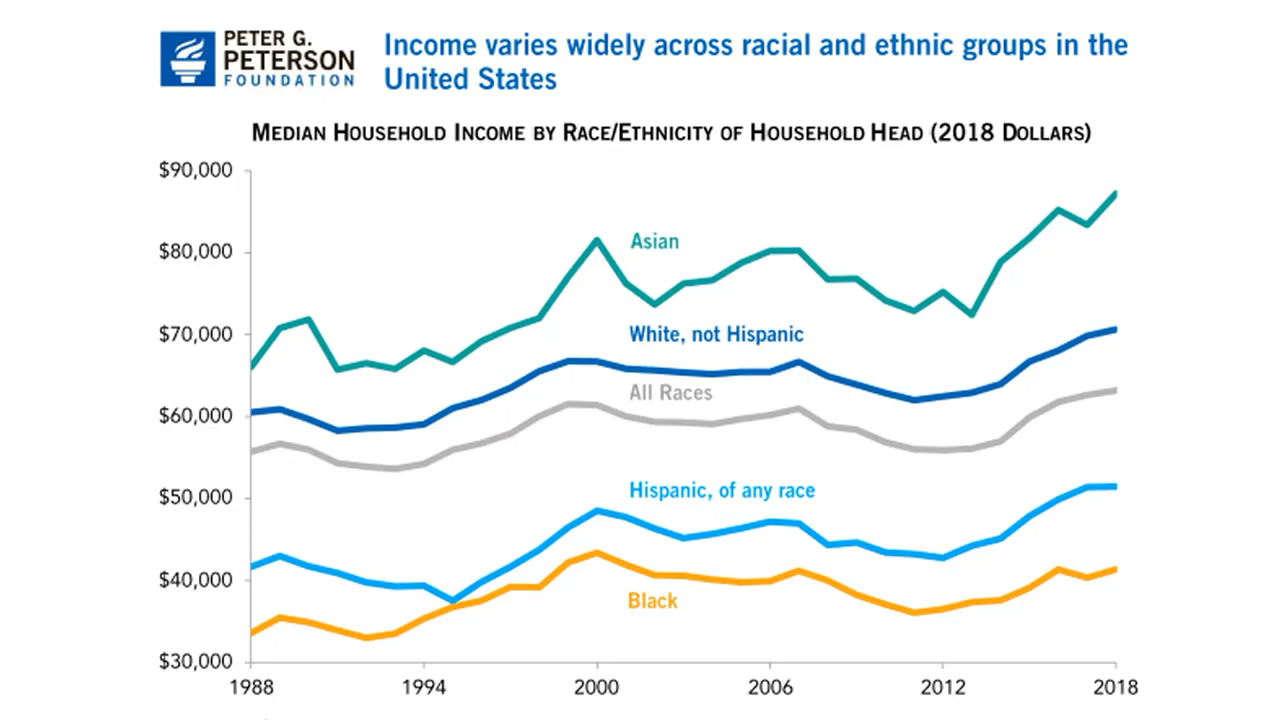 PETER G.
PETERSON
FOUNDATION
Income varies widely across racial and ethnic groups in the
United States
MEDIAN HOUSEHOLD INCOME BY RACE/ETHNICITY OF HOUSEHOLD HEAD (2018 DOLLARS)
$90,000
$80,000
$70,000
$60,000
$50,000
$40,000
$30,000
Asian
White, not Hispanic
All Races
Hispanic, of any race
Black
1988 1994 2000 2006 2012 2018